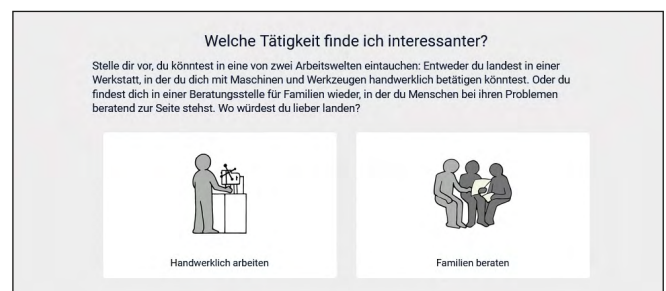 Welche Tätigkeit finde ich interessanter?
Stelle dir vor, du könntest in eine von zwei Arbeitswelten eintauchen: Entweder du landest in einer
Werkstatt, in der du dich mit Maschinen und Werkzeugen handwerklich betätigen könntest. Oder du
findest dich in einer Beratungsstelle für Familien wieder, in der du Menschen bei ihren Problemen
beratend zur Seite stehst. Wo würdest du lieber landen?
Handwerklich arbeiten
Familien beraten